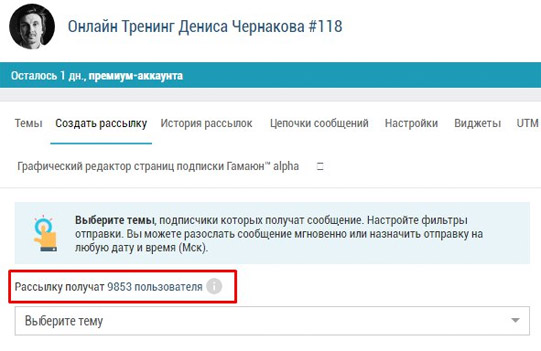 Онлайн Тренинг Дениса Чернакова #118
Осталось 1 дн., премиум-аккаунта
Темы Создать рассылку История рассылок Цепочки сообщений Настройки Виджеты UTM
Графический редактор страниц подписки Гамаюн™ alpha
Выберите темы, подписчики которых получат сообщение. Настройте фильтры
отправки. Вы можете разослать сообщение мгновенно или назначить отправку на
любую дату и время (Мск).
Рассылку получат 9853 пользователя
Выберите тему